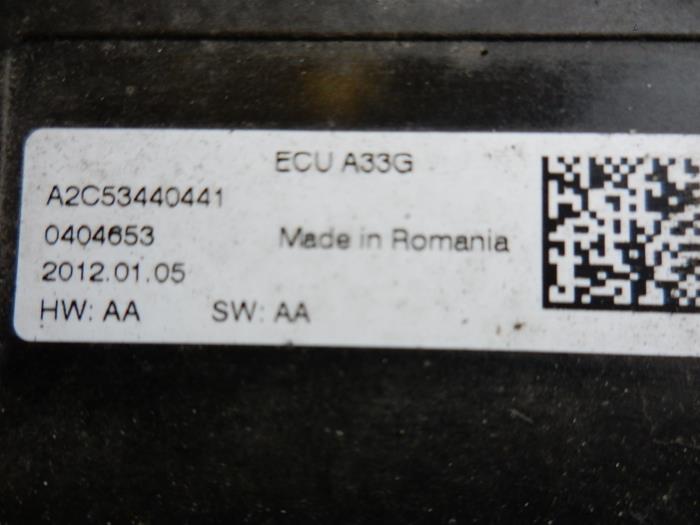 ECU A33G
A2C53440441
0404653
Made in Romania
2012.01.05
HW: AA SW: AA